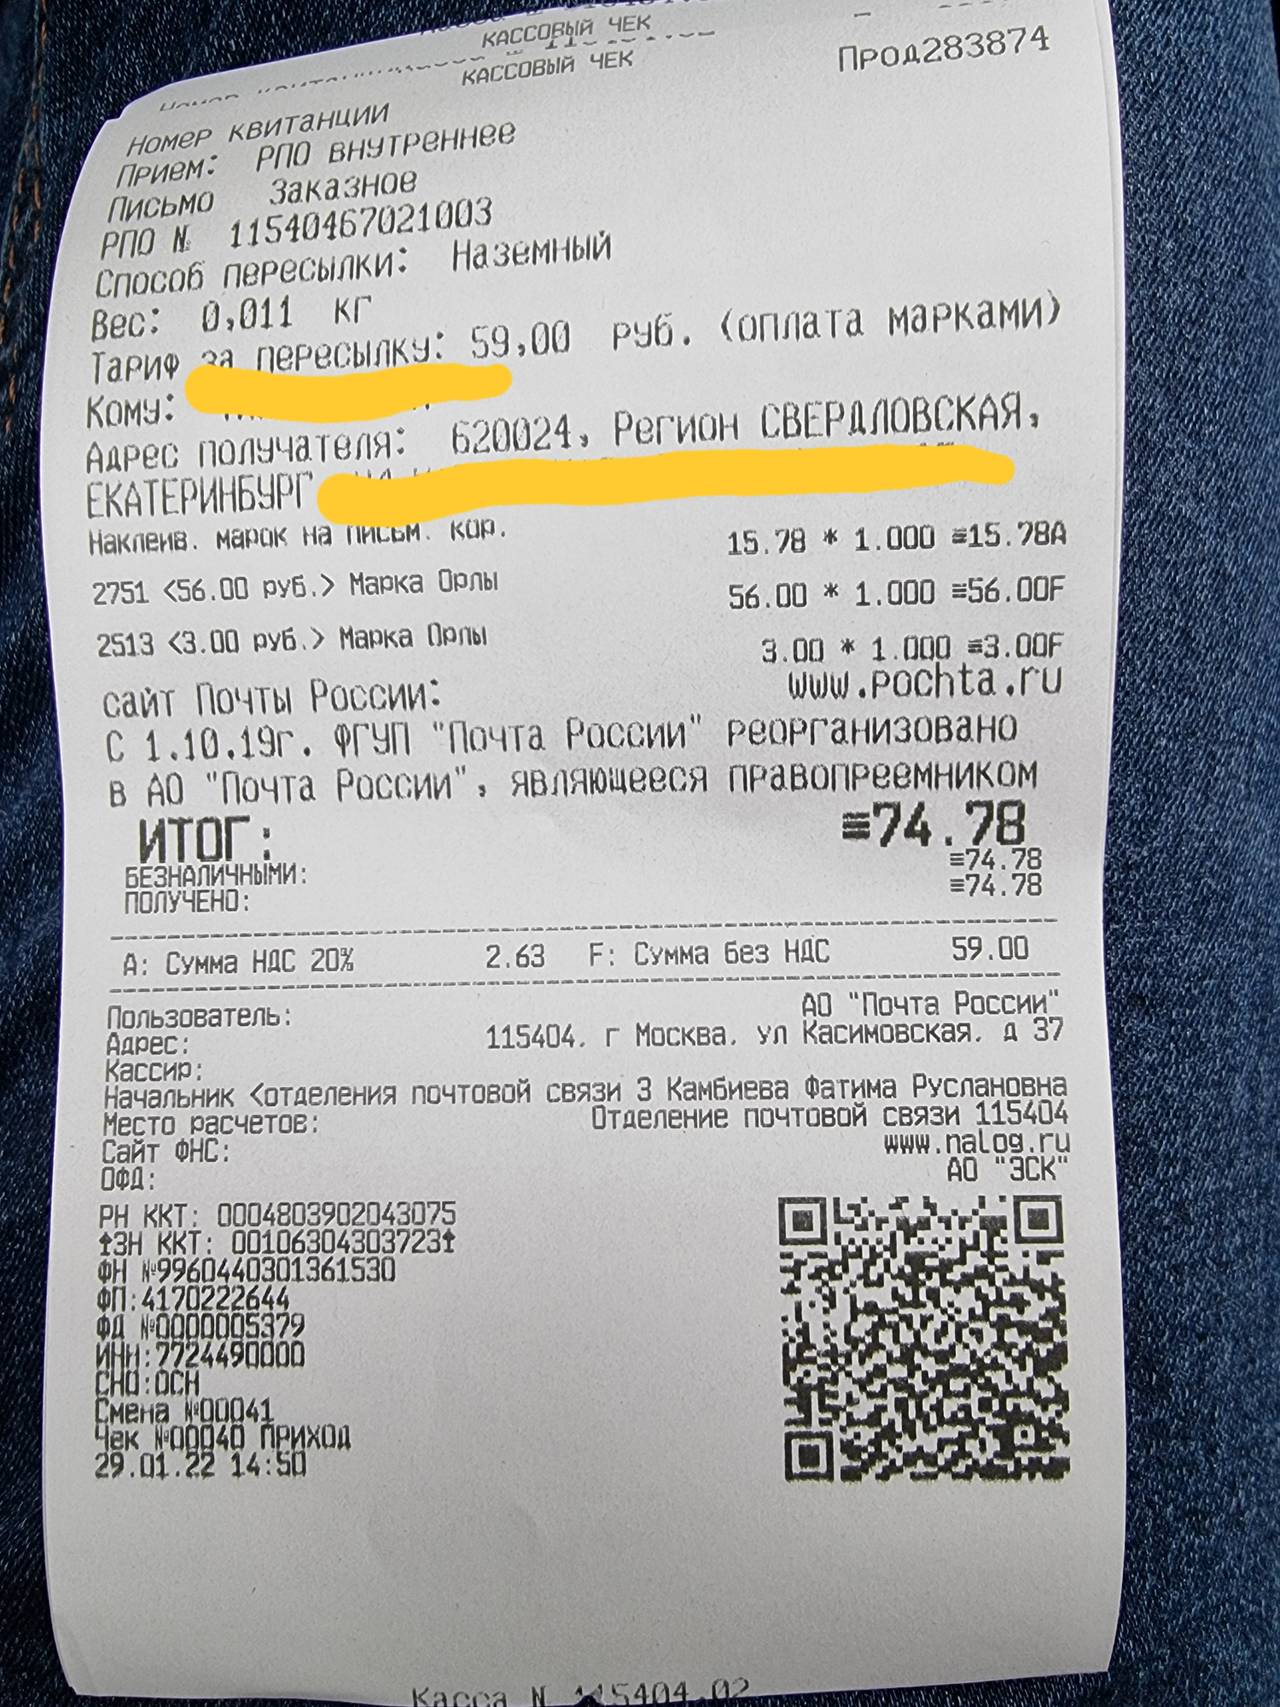 КАССОВЫЙ ЧЕК
КАССОВЫЙ ЧЕК
Прод283874
Номер квитанции
Прием: РПО внутреннее
Письмо Заказное
РПО № 11540467021003
Способ пересылки: Наземный
Вес: 0,011 кг
Тариф за пересылку: 59,00 руб. (оплата марками)
Кому:
Адрес получателя: 620024, Регион СВЕРДЛОВСКАЯ,
ЕКАТЕРИНБУРГ
Наклеив. марок на письм. кор.
15.78 * 1.000 ≡15.78А
2751 <56.00 руб.> Марка Орлы
56.00 * 1.000 ≡56.00F
2513 <3.00 руб.> Марка Орлы
3.00 * 1.000 ≡3.00F
сайт Почты России: www.pochta.ru
С 1.10.19г. ФГУП "Почта России" реорганизовано
в АО "Почта России", являющееся правопреемником
ИТОГ: ≡74.78
БЕЗНАЛИЧНЫМИ: ≡74.78
ПОЛУЧЕНО: ≡74.78
А: Сумма НДС 20% 2.63 F: Сумма без НДС 59.00
Пользователь: АО "Почта России"
Адрес: 115404, г Москва, ул Касимовская, д 37
Кассир:
Начальник <отделения почтовой связи 3 Камбиева Фатима Руслановна
Место расчетов: Отделение почтовой связи 115404
Сайт ФНС: www.nalog.ru
ОФД: АО "ЭСК"
РН ККТ: 0004803902043075
↑ЗН ККТ: 00106304303723↑
ФН №9960440301361530
ФП:4170222644
ФД №0000005379
ИНН:7724490000
СНО:ОСН
Смена №00041
Чек №00040 ПРИХОД
29.01.22 14:50
Касса N 115404.02